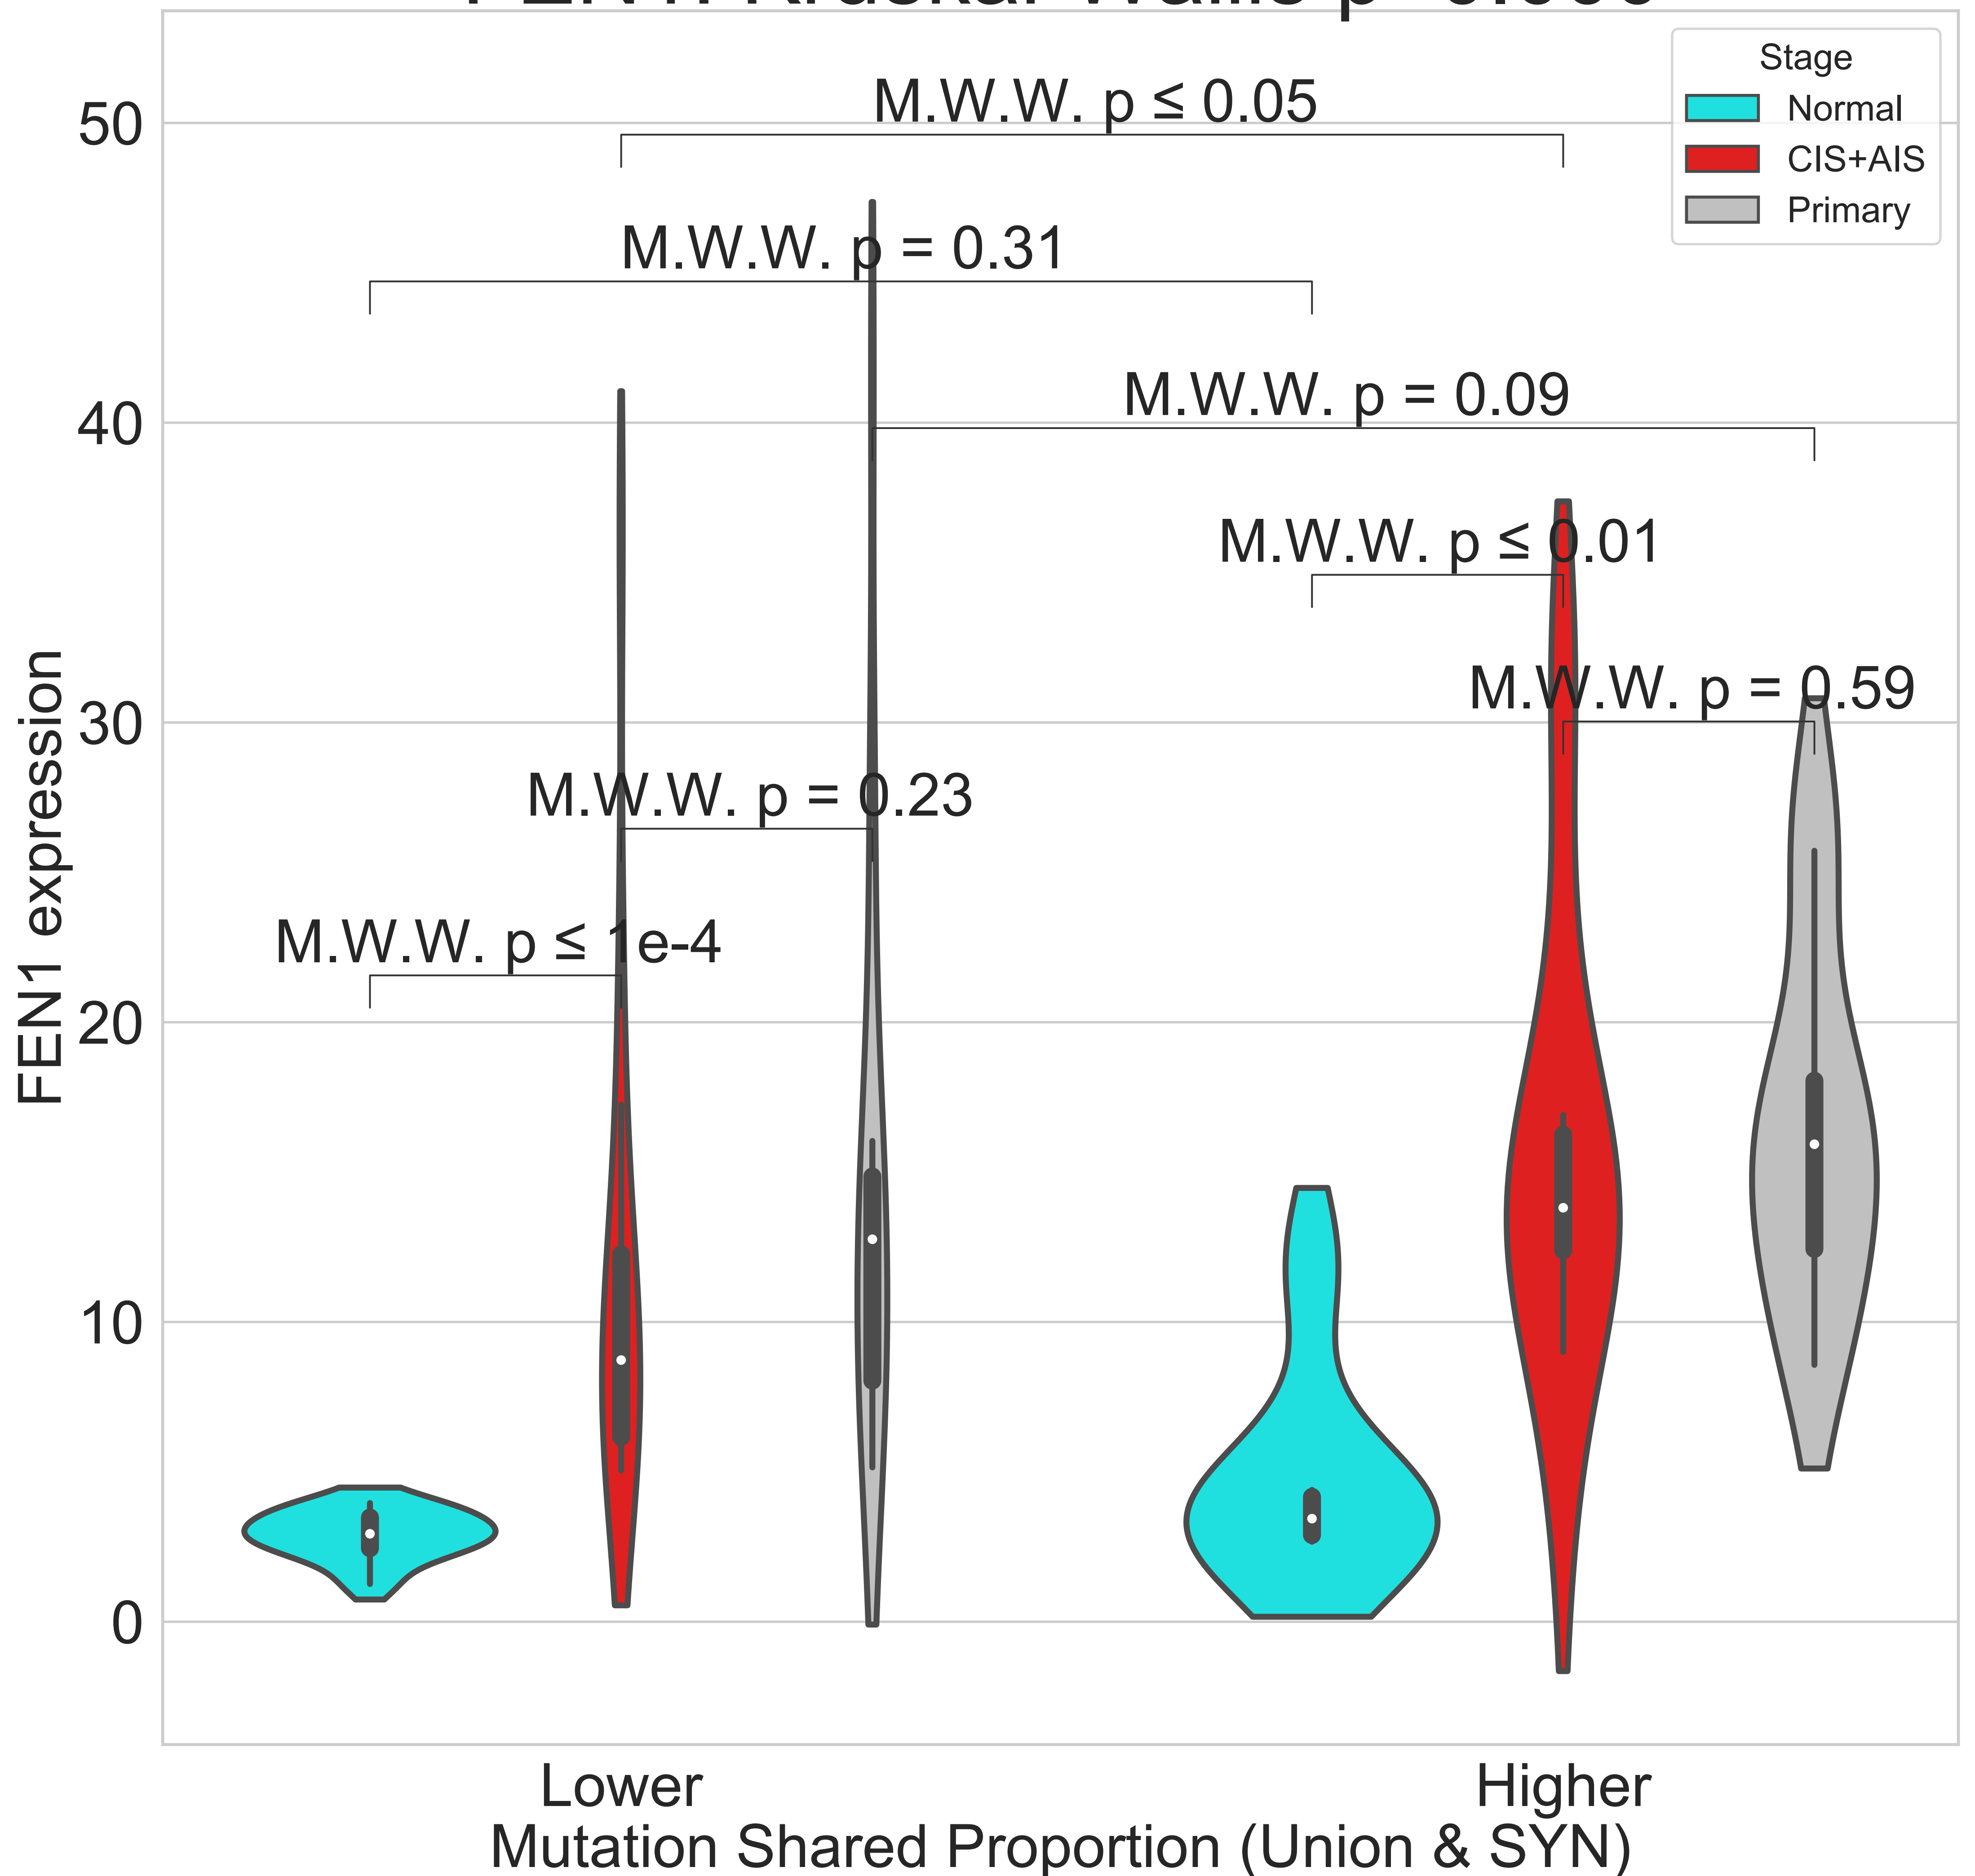 Stage
Normal
CIS+AIS
Primary
M.W.W. p ≤ 0.05
M.W.W. p = 0.31
M.W.W. p = 0.09
M.W.W. p ≤ 0.01
M.W.W. p = 0.59
M.W.W. p = 0.23
M.W.W. p ≤ 1e-4
50
40
30
20
10
0
FEN1 expression
Lower
Higher
Mutation Shared Proportion (Union & SYN)